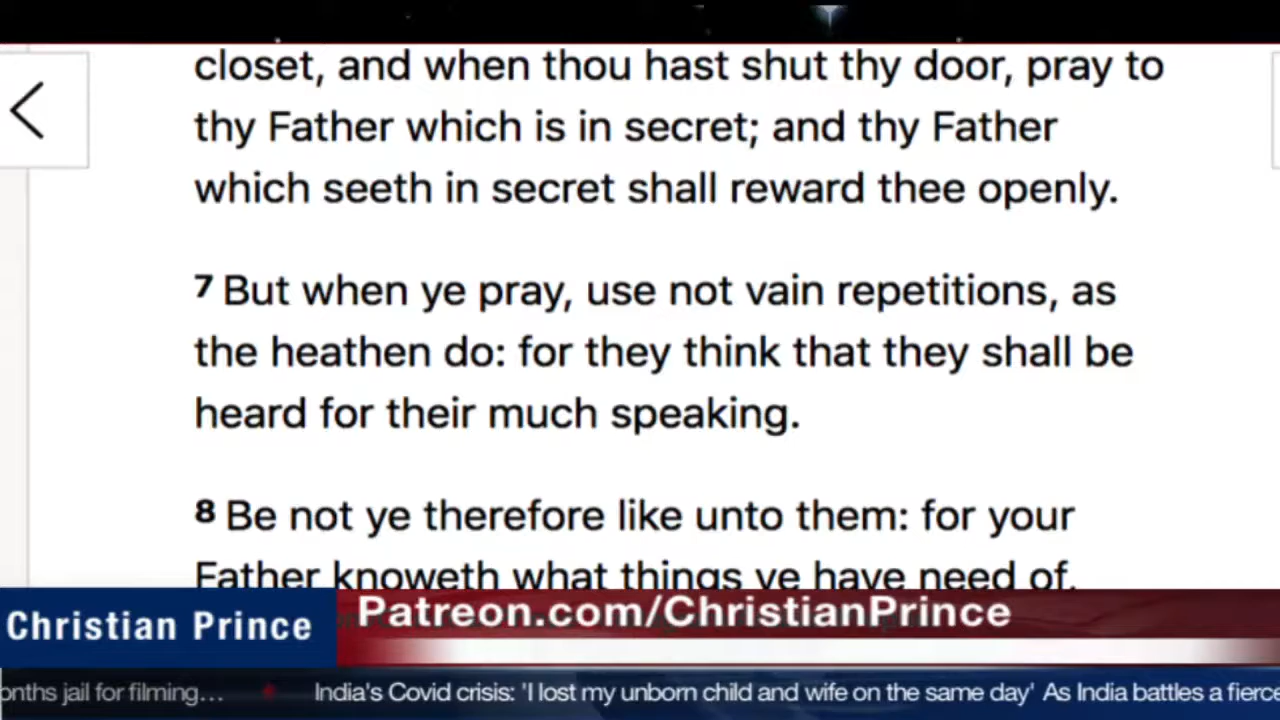 closet, and when thou hast shut thy door, pray to
thy Father which is in secret; and thy Father
which seeth in secret shall reward thee openly.
7 But when ye pray, use not vain repetitions, as
the heathen do: for they think that they shall be
heard for their much speaking.
8 Be not ye therefore like unto them: for your
Father knoweth what things ye have need of,
Christian Prince
Patreon.com/ChristianPrince
onths jail for filming... India's Covid crisis: 'I lost my unborn child and wife on the same day' As India battles a fierce